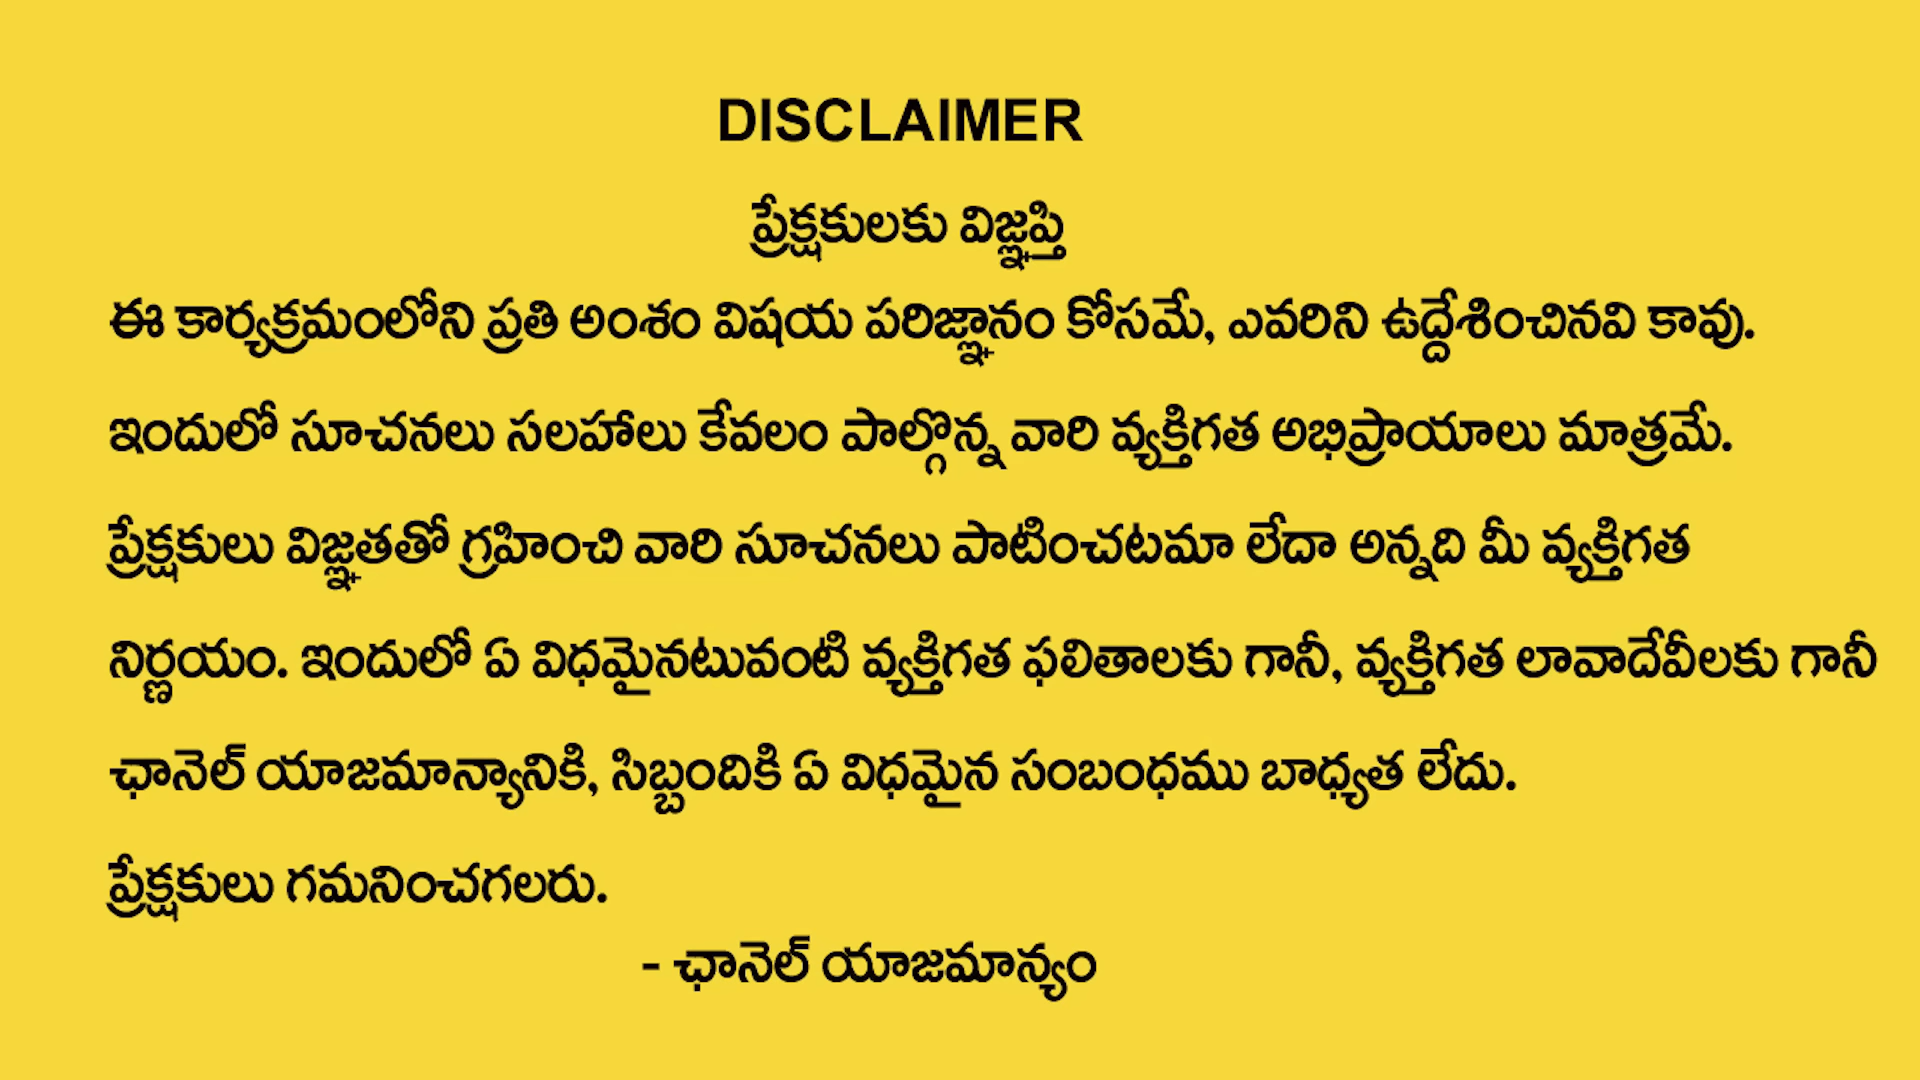 DISCLAIMER
ప్రేక్షకులకు విజ్ఞప్తి
ఈ కార్యక్రమంలోని ప్రతి అంశం విషయ పరిజ్ఞానం కోసమే, ఎవరిని ఉద్దేశించినవి కావు.
ఇందులో సూచనలు సలహాలు కేవలం పాల్గొన్న వారి వ్యక్తిగత అభిప్రాయాలు మాత్రమే.
ప్రేక్షకులు విజ్ఞతతో గ్రహించి వారి సూచనలు పాటించటమా లేదా అన్నది మీ వ్యక్తిగత
నిర్ణయం. ఇందులో ఏ విధమైనటువంటి వ్యక్తిగత ఫలితాలకు గానీ, వ్యక్తిగత లావాదేవీలకు గానీ
ఛానెల్ యాజమాన్యానికి, సిబ్బందికి ఏ విధమైన సంబంధము బాధ్యత లేదు.
ప్రేక్షకులు గమనించగలరు.
- ఛానెల్ యాజమాన్యం